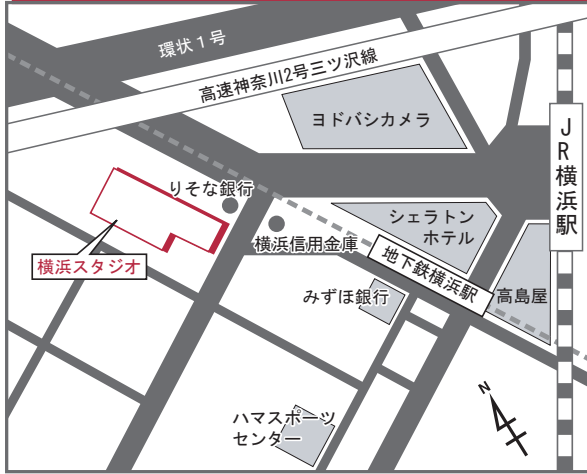 環状1号
高速神奈川2号三ツ沢線
ヨドバシカメラ
JR横浜駅
りそな銀行
シェラトン
ホテル
横浜信用金庫
横浜スタジオ
地下鉄横浜駅
みずほ銀行
高島屋
ハマスポーツ
センター
N